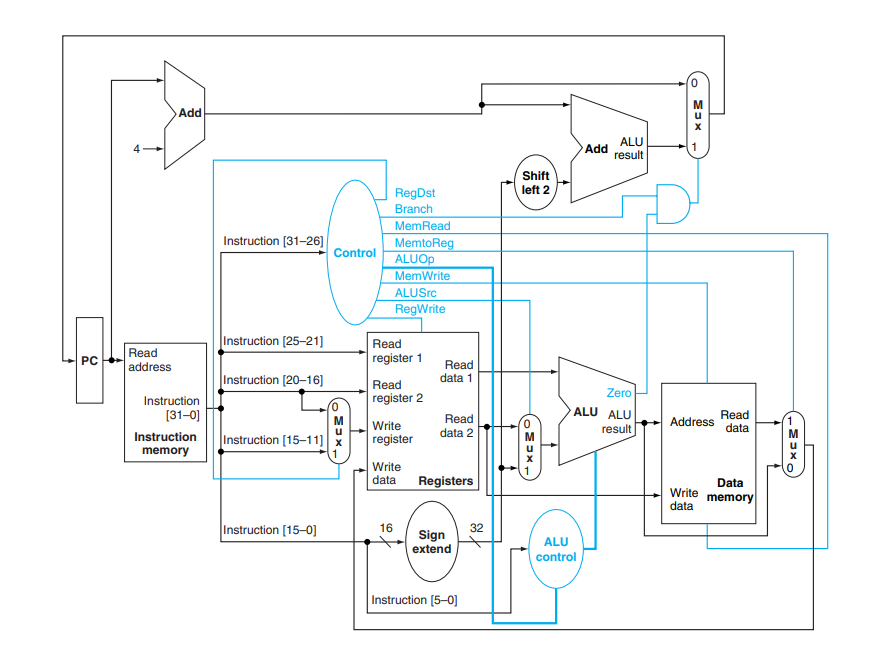 0
M
u
x
1
Add
4
Add
ALU
result
Shift
left 2
RegDst
Branch
MemRead
MemtoReg
ALUOp
MemWrite
ALUSrc
RegWrite
Control
Instruction [31–26]
Instruction [25–21]
Instruction [20–16]
Instruction [15–11]
Instruction [15–0]
Instruction [5–0]
PC
Read
address
Instruction
[31–0]
Instruction
memory
0
M
u
x
1
Read
register 1
Read
register 2
Write
register
Write
data
Read
data 1
Read
data 2
Registers
0
M
u
x
1
Zero
ALU
ALU
result
Address
Read
data
Write
data
Data
memory
1
M
u
x
0
16
Sign
extend
32
ALU
control